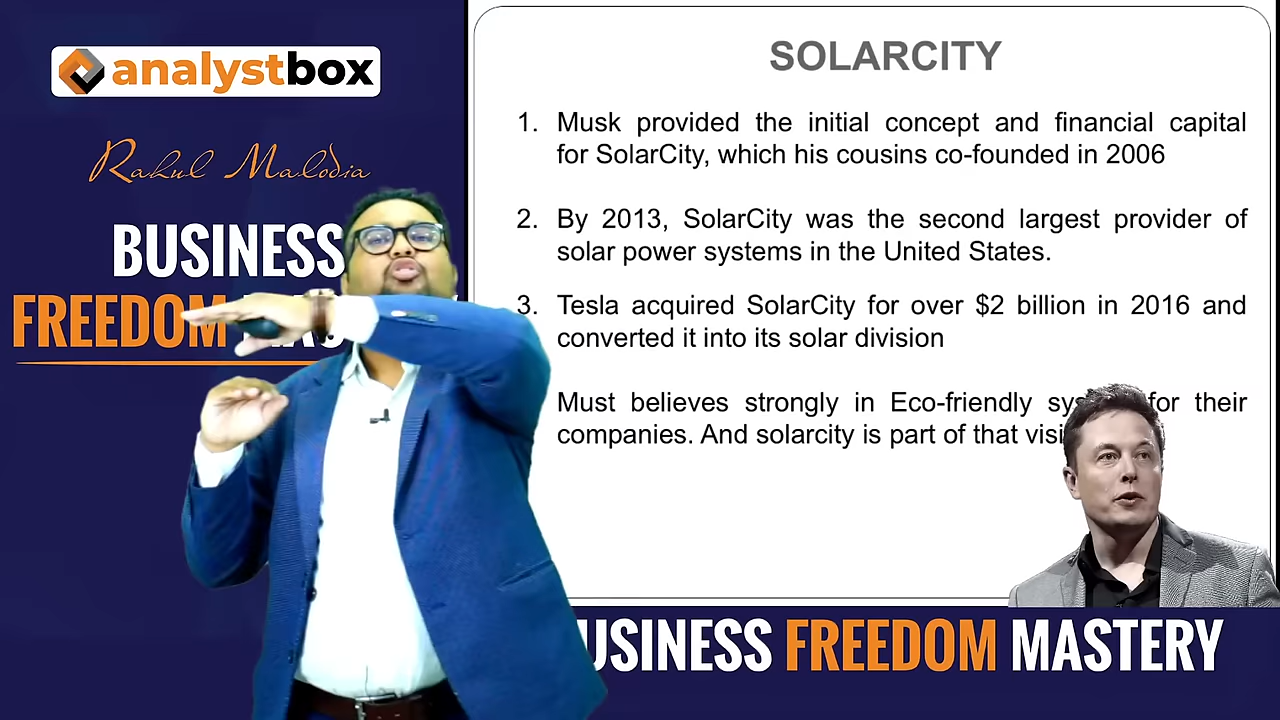 analystbox
Rahul Malodia
BUSINESS
FREEDOM
SOLARCITY
1. Musk provided the initial concept and financial capital
for SolarCity, which his cousins co-founded in 2006
2. By 2013, SolarCity was the second largest provider of
solar power systems in the United States.
3. Tesla acquired SolarCity for over $2 billion in 2016 and
converted it into its solar division
Must believes strongly in Eco-friendly for their
companies. And solarcity is part of that
FREEDOM MASTERY